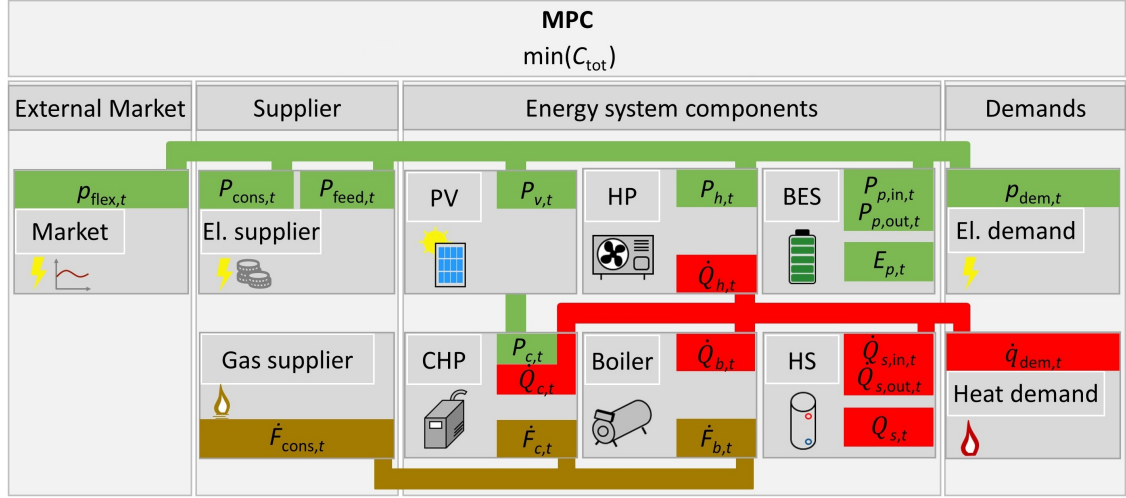 MPC
min(C_tot)
External Market
Supplier
Energy system components
Demands
p_flex,t
Market
P_cons,t
P_feed,t
El. supplier
PV
P_v,t
HP
P_h,t
Q̇_h,t
BES
P_p,in,t
P_p,out,t
E_p,t
p_dem,t
El. demand
Gas supplier
Ḟ_cons,t
CHP
P_c,t
Q̇_c,t
Ḟ_c,t
Boiler
Q̇_b,t
Ḟ_b,t
HS
Q̇_s,in,t
Q̇_s,out,t
Q_s,t
q̇_dem,t
Heat demand